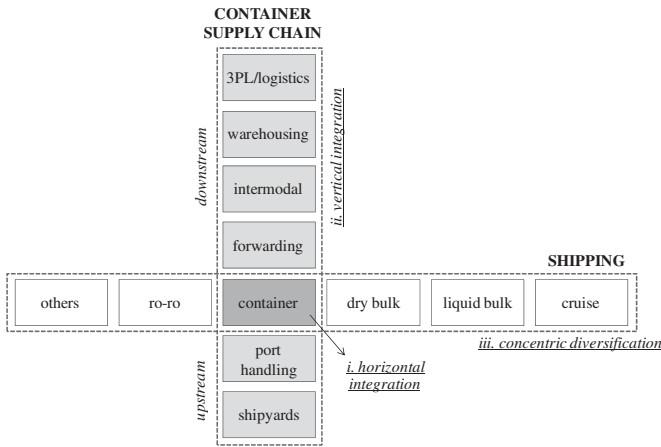 CONTAINER
SUPPLY CHAIN
3PL/logistics
warehousing
intermodal
forwarding
downstream
ii. vertical integration
SHIPPING
others
ro-ro
container
dry bulk
liquid bulk
cruise
iii. concentric diversification
port
handling
i. horizontal
integration
shipyards
upstream